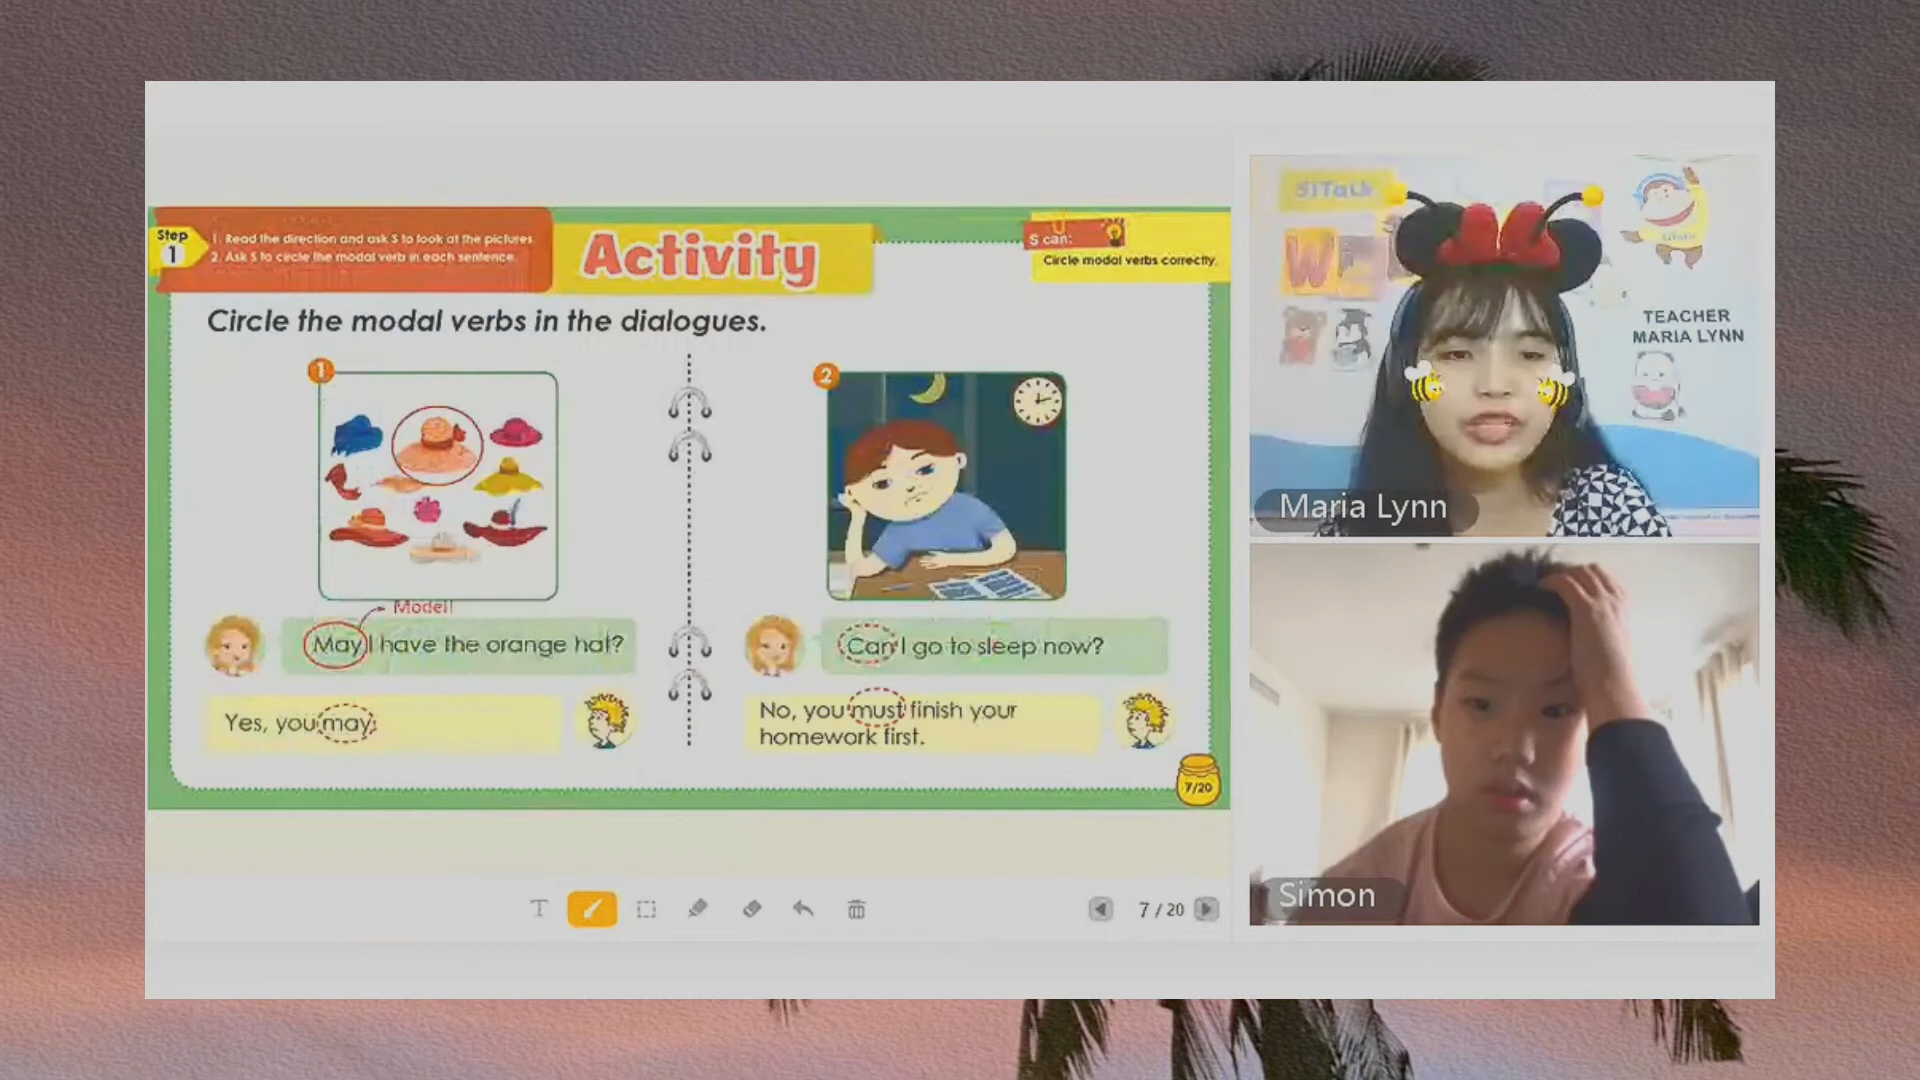 Step
1
1. Read the direction and ask S to look at the pictures.
2. Ask S to circle the modal verb in each sentence.
Activity
S can:
Circle modal verbs correctly.
Circle the modal verbs in the dialogues.
1
2
Model!
May I have the orange hat?
Yes, you may.
Can I go to sleep now?
No, you must finish your
homework first.
7/20
T
7 / 20
51Talk
W
TEACHER
MARIA LYNN
Maria Lynn
Simon